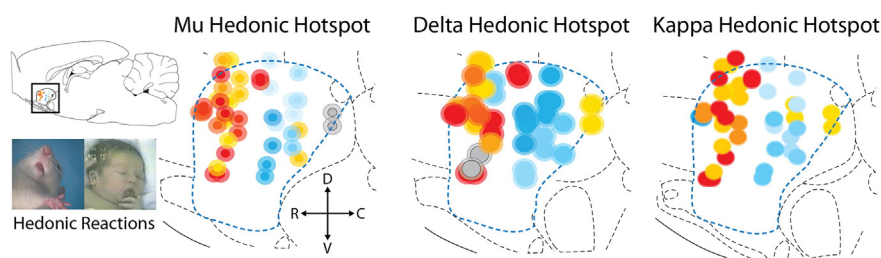 Mu Hedonic Hotspot
Delta Hedonic Hotspot
Kappa Hedonic Hotspot
Hedonic Reactions
D
R
C
V